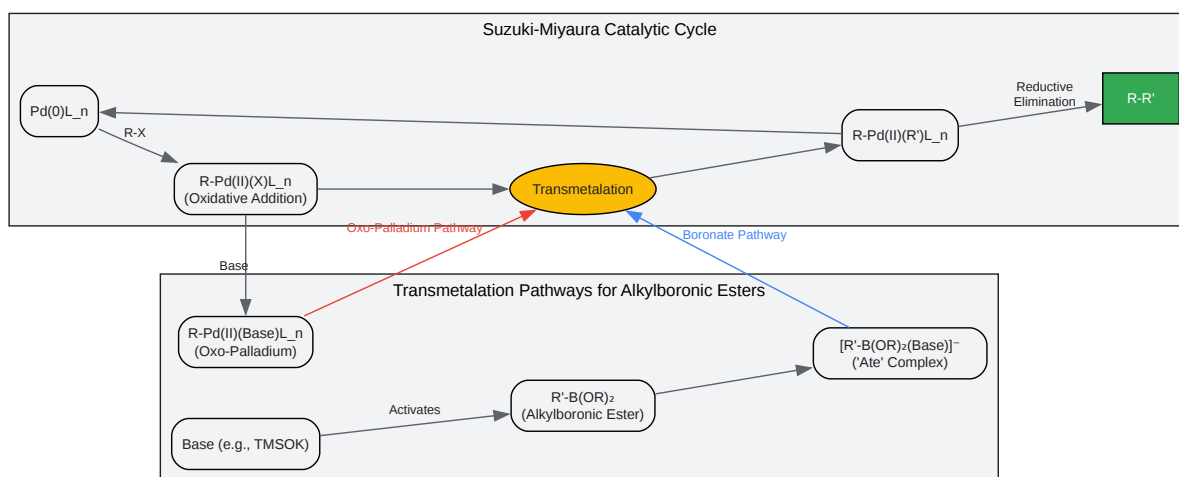 Suzuki-Miyaura Catalytic Cycle
Pd(0)L_n
R-X
R-Pd(II)(X)L_n
(Oxidative Addition)
Transmetalation
R-Pd(II)(R')L_n
Reductive
Elimination
R-R'
Oxo-Palladium Pathway
Boronate Pathway
Base
Transmetalation Pathways for Alkylboronic Esters
R-Pd(II)(Base)L_n
(Oxo-Palladium)
[R'-B(OR)₂(Base)]⁻
('Ate' Complex)
Base (e.g., TMSOK)
Activates
R'-B(OR)₂
(Alkylboronic Ester)